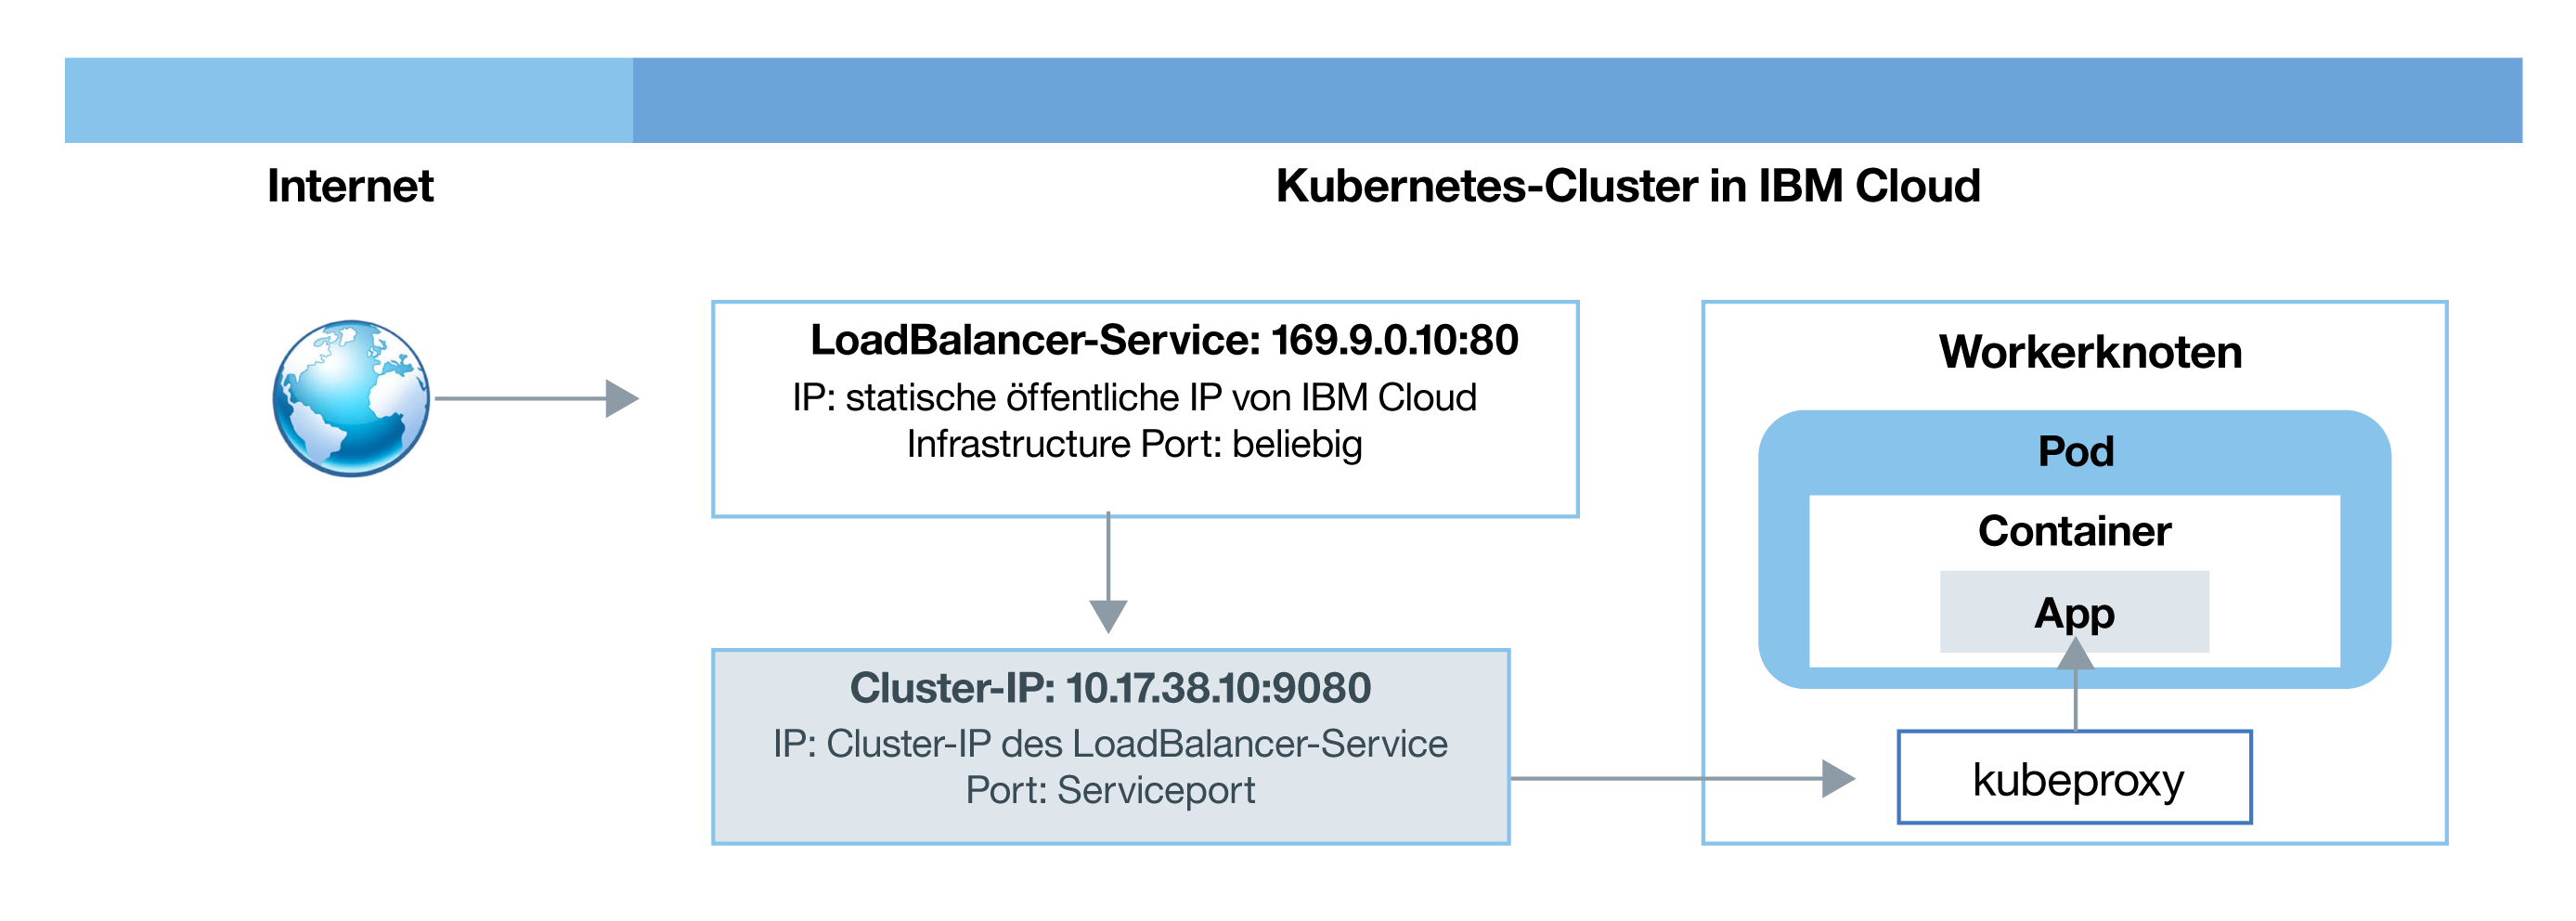 Internet
Kubernetes-Cluster in IBM Cloud
LoadBalancer-Service: 169.9.0.10:80
IP: statische öffentliche IP von IBM Cloud
Infrastructure Port: beliebig
Cluster-IP: 10.17.38.10:9080
IP: Cluster-IP des LoadBalancer-Service
Port: Serviceport
Workerknoten
Pod
Container
App
kubeproxy